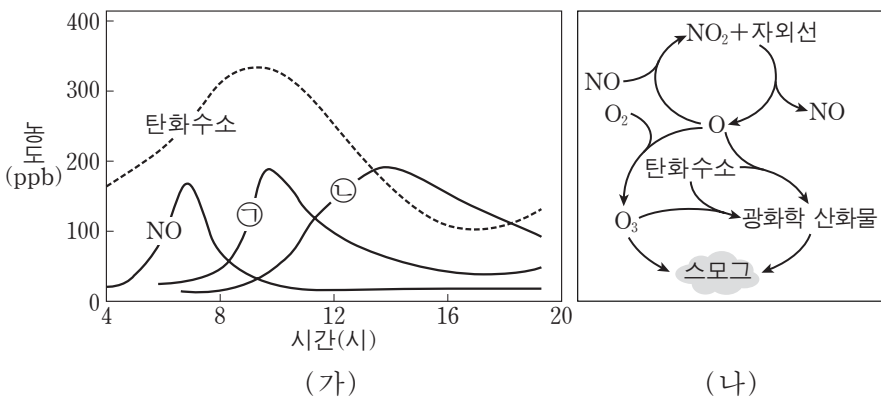 400
300
200
100
0
농도
(ppb)
탄화수소
NO
㉠
㉡
4
8
12
16
20
시간(시)
(가)
NO₂+자외선
NO
NO
O₂
O
탄화수소
O₃
광화학 산화물
스모그
(나)